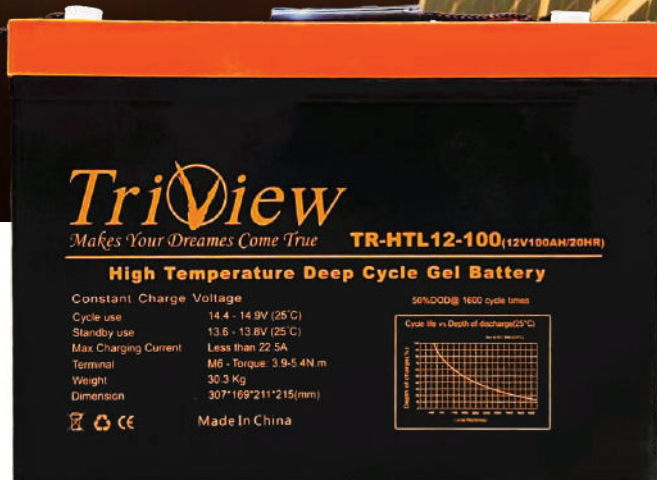 TriView
Makes Your Dreames Come True
TR-HTL12-100(12V100AH/20HR)
High Temperature Deep Cycle Gel Battery
Constant Charge Voltage
Cycle use 14.4 - 14.9V (25°C)
Standby use 13.6 - 13.8V (25°C)
Max Charging Current Less than 22.5A
Terminal M6 - Torque: 3.9-5.4N.m
Weight 30.3 Kg
Dimension 307*169*211*215(mm)
CE
Made In China
50%DOD@ 1600 cycle times
Cycle life vs Depth of discharge(25°C)
Depth of charge(%)